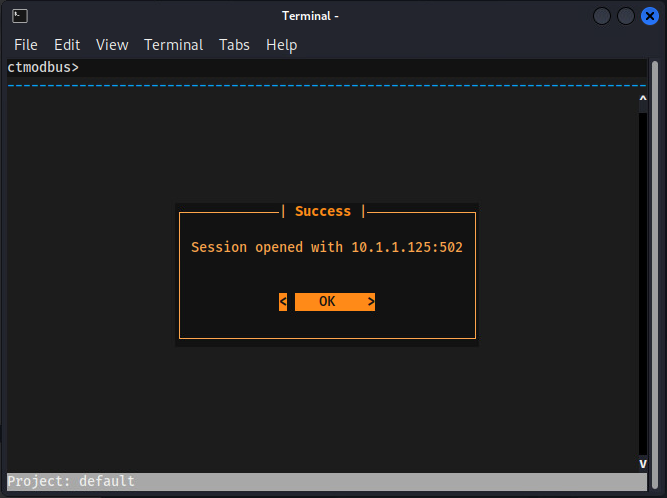 Terminal -
File Edit View Terminal Tabs Help
ctmodbus>
| Success |
Session opened with 10.1.1.125:502
< OK >
Project: default